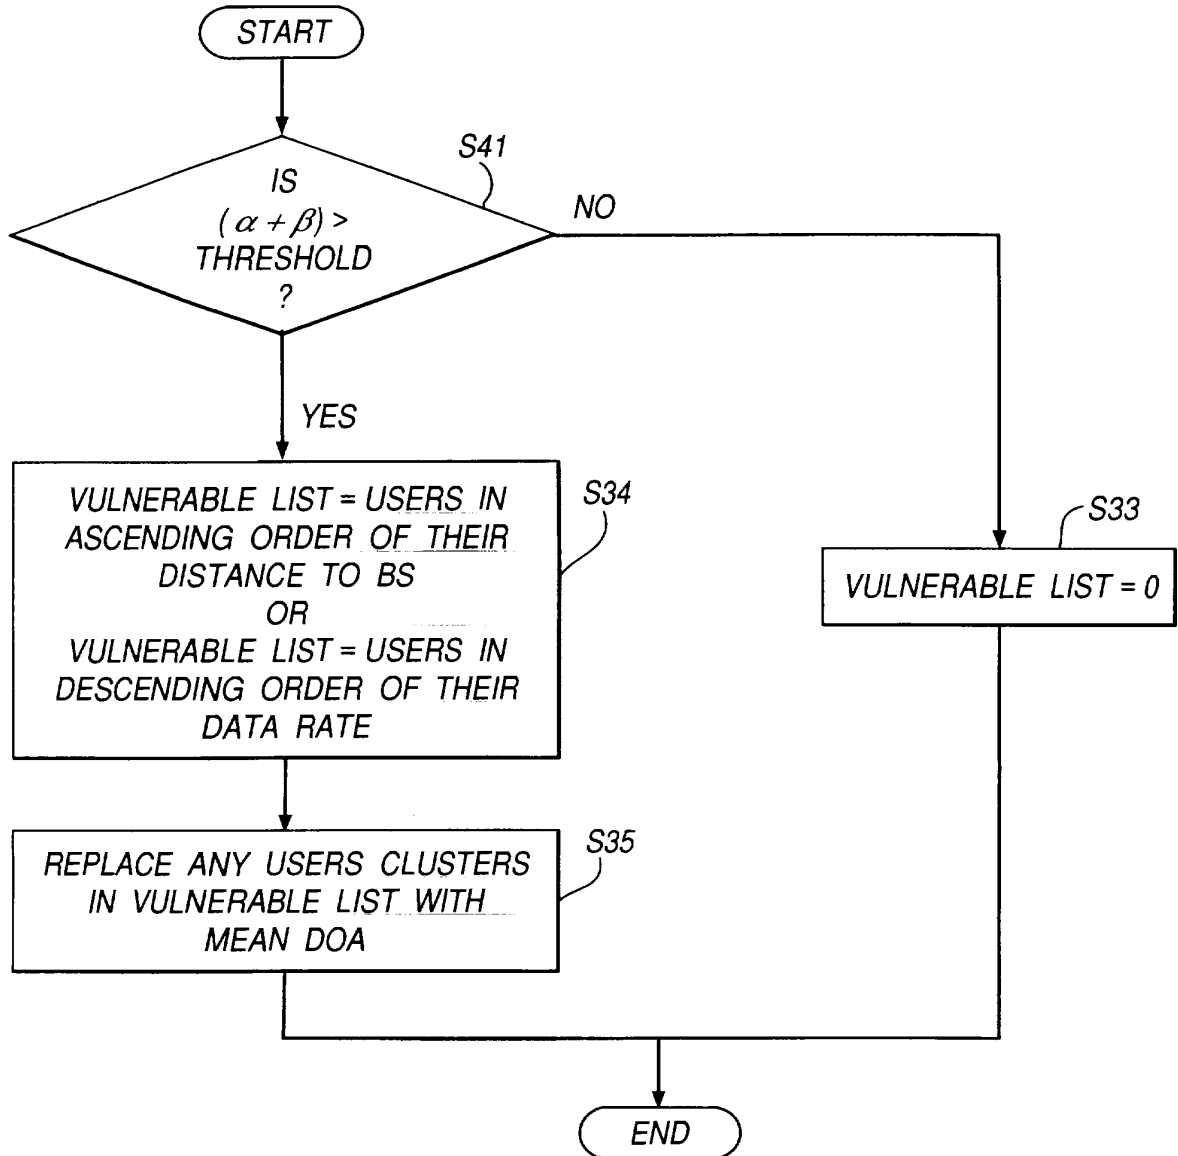 START
S41
IS
(α + β) >
THRESHOLD
?
NO
YES
VULNERABLE LIST = USERS IN
ASCENDING ORDER OF THEIR
DISTANCE TO BS
OR
VULNERABLE LIST = USERS IN
DESCENDING ORDER OF THEIR
DATA RATE
S34
S33
VULNERABLE LIST = 0
REPLACE ANY USERS CLUSTERS
IN VULNERABLE LIST WITH
MEAN DOA
S35
END